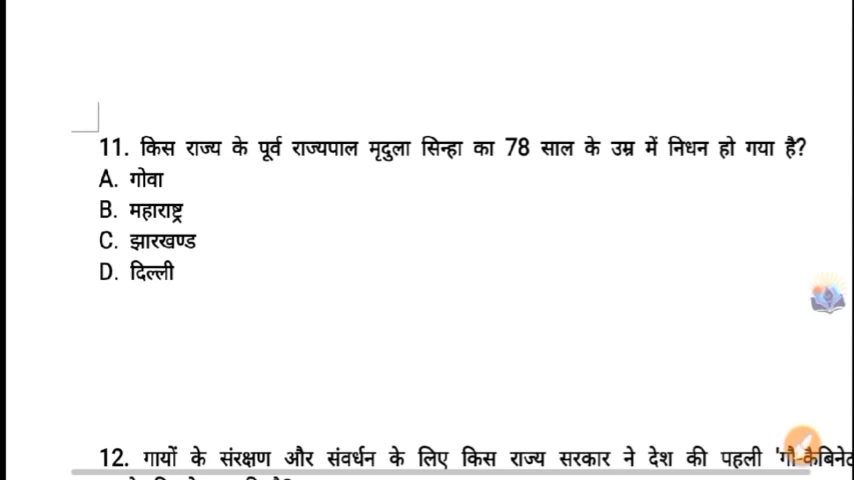 11. किस राज्य के पूर्व राज्यपाल मृदुला सिन्हा का 78 साल के उम्र में निधन हो गया है?
A. गोवा
B. महाराष्ट्र
C. झारखण्ड
D. दिल्ली
12. गायों के संरक्षण और संवर्धन के लिए किस राज्य सरकार ने देश की पहली 'गौ-कैबिनेट